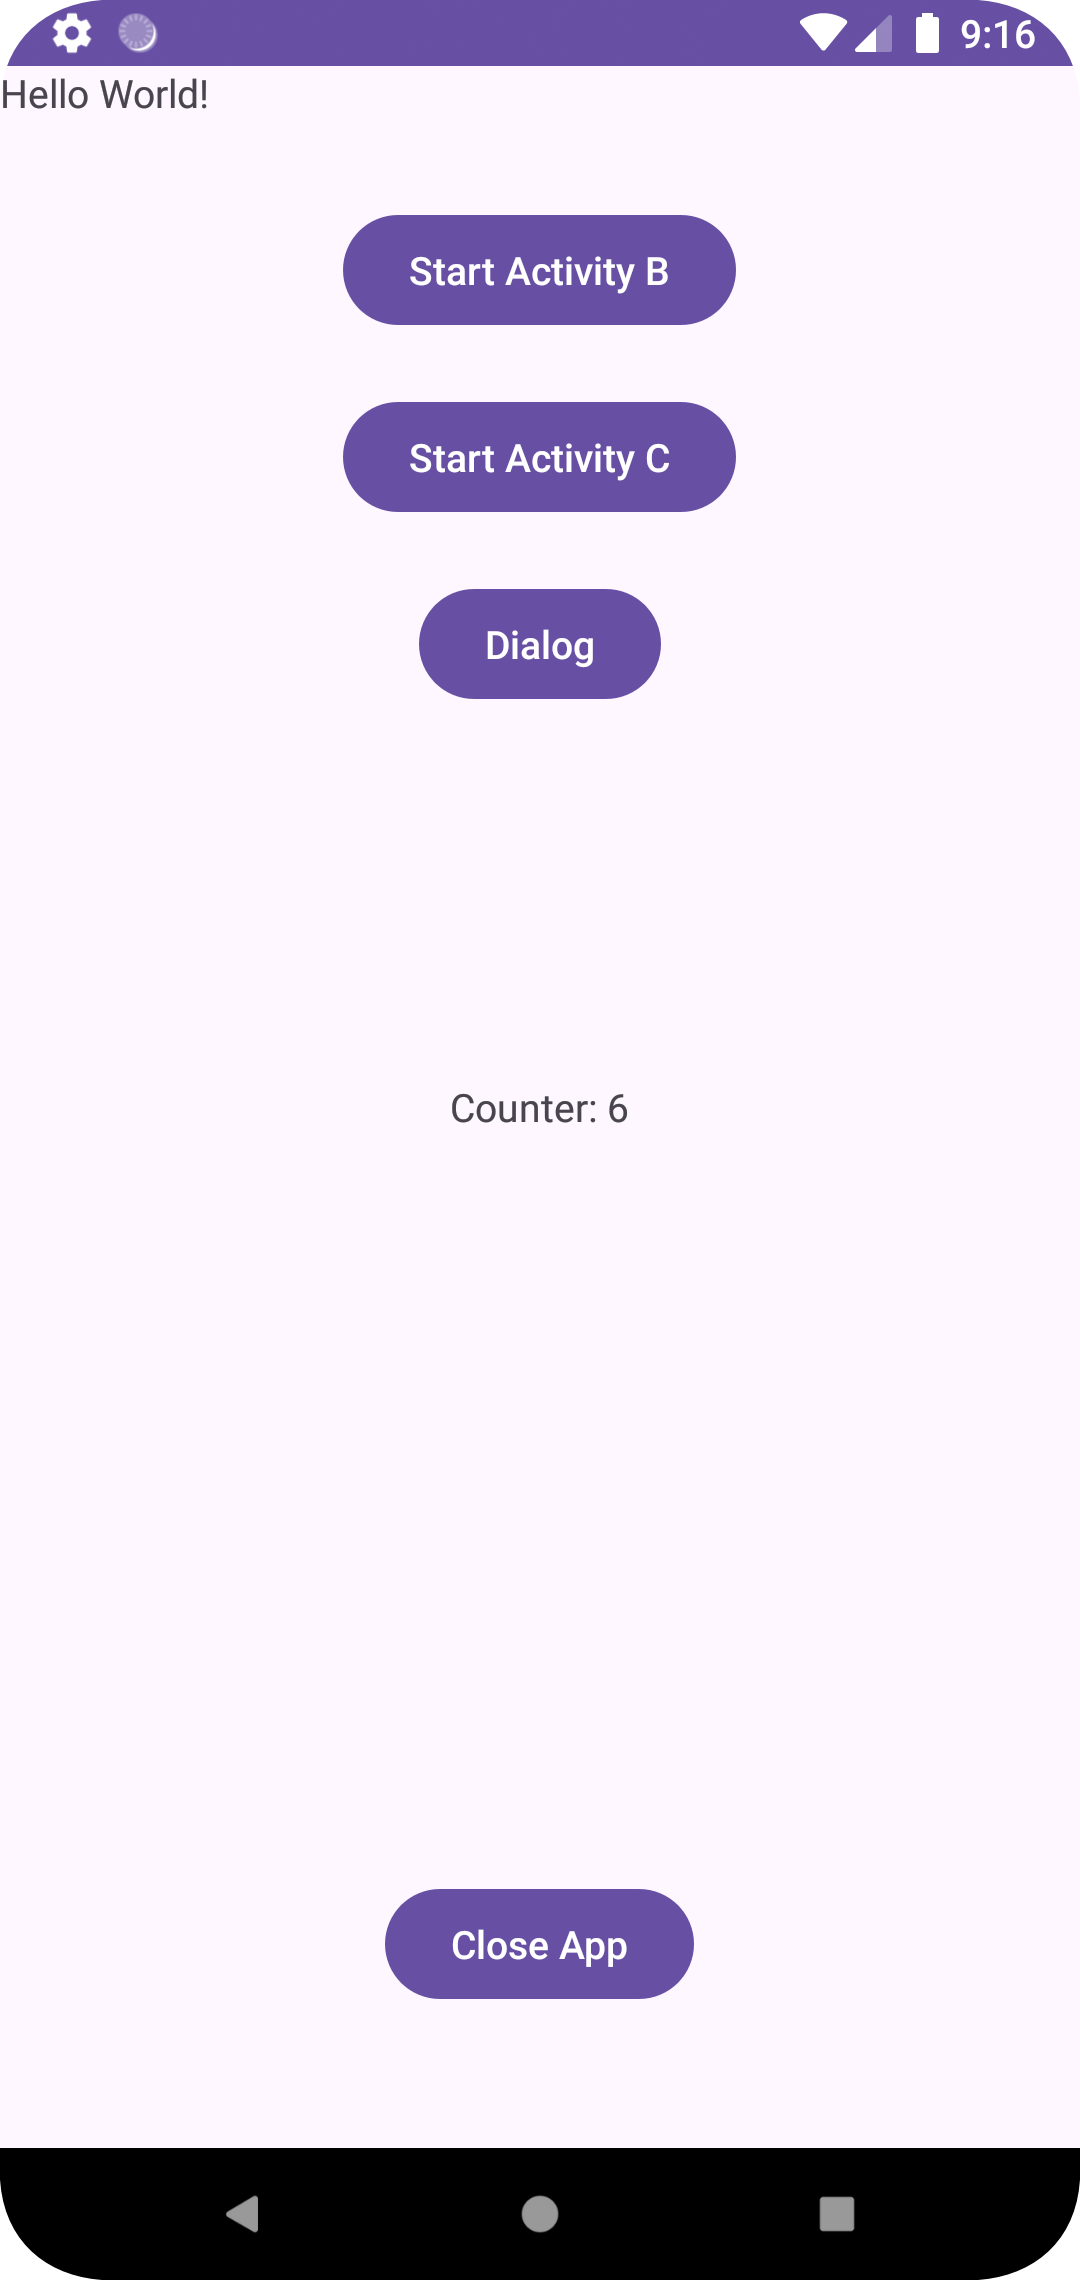 9:16
Hello World!
Start Activity B
Start Activity C
Dialog
Counter: 6
Close App